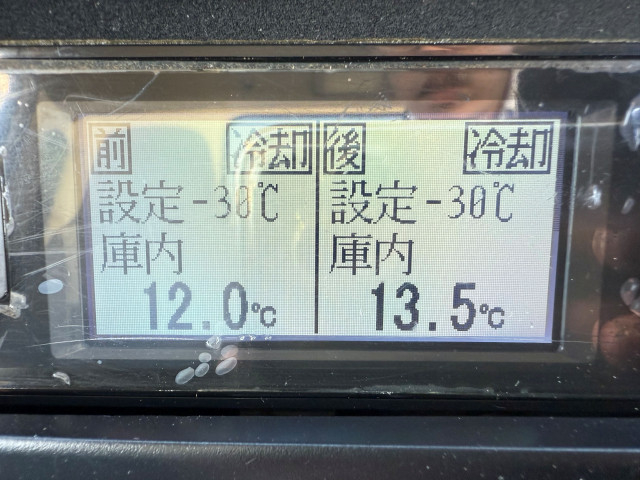 前 冷却 後 冷却
設定-30℃ 設定-30℃
庫内 庫内
12.0℃ 13.5℃